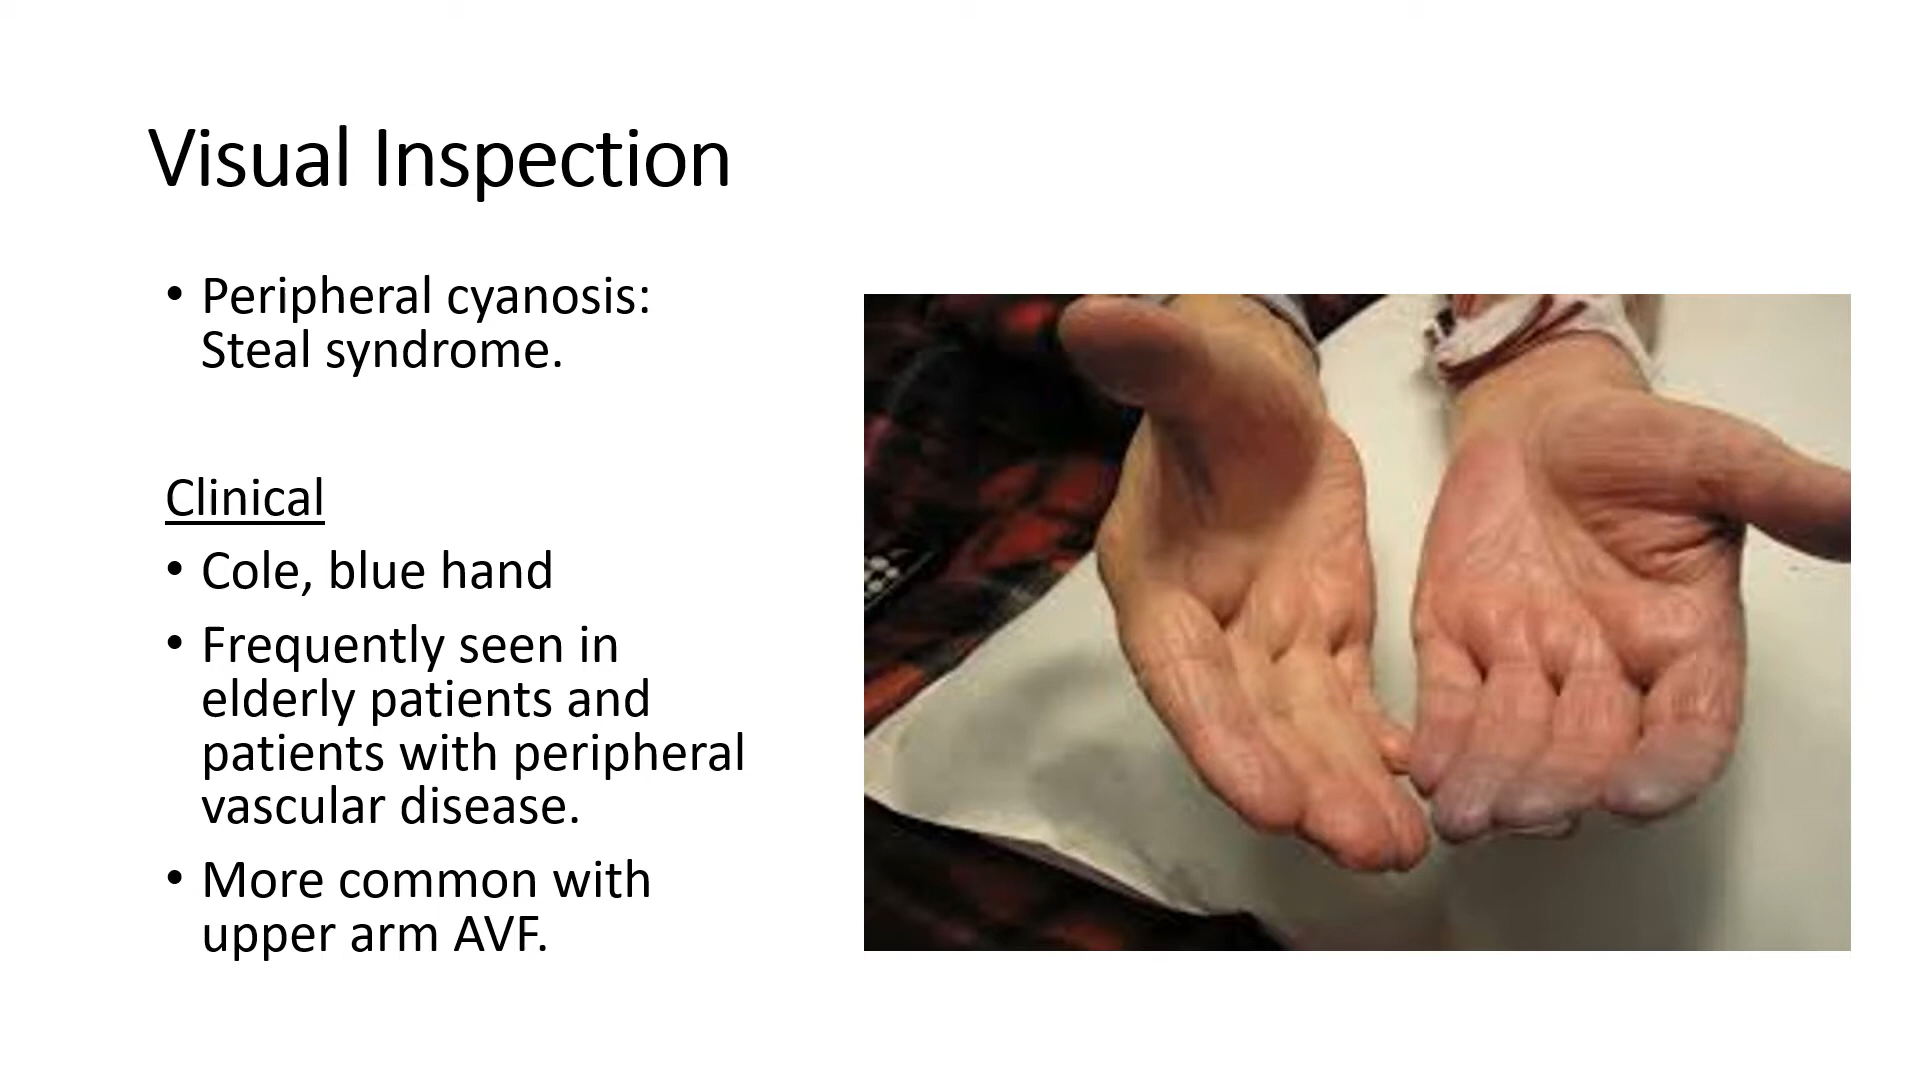 Visual Inspection
• Peripheral cyanosis:
Steal syndrome.
Clinical
• Cole, blue hand
• Frequently seen in
elderly patients and
patients with peripheral
vascular disease.
• More common with
upper arm AVF.